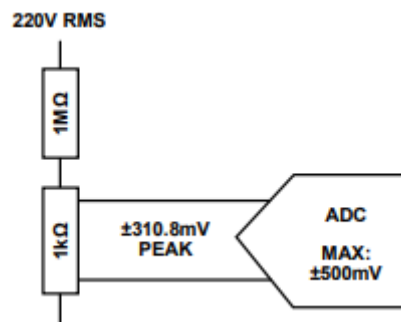 220V RMS
1MΩ
1kΩ
±310.8mV
PEAK
ADC
MAX:
±500mV